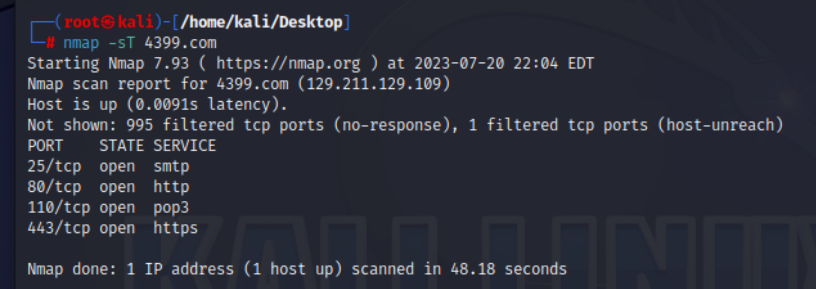 ┌──(root㉿kali)-[/home/kali/Desktop]
└─# nmap -sT 4399.com
Starting Nmap 7.93 ( https://nmap.org ) at 2023-07-20 22:04 EDT
Nmap scan report for 4399.com (129.211.129.109)
Host is up (0.0091s latency).
Not shown: 995 filtered tcp ports (no-response), 1 filtered tcp ports (host-unreach)
PORT    STATE SERVICE
25/tcp  open  smtp
80/tcp  open  http
110/tcp open  pop3
443/tcp open  https
KALI LINUX
Nmap done: 1 IP address (1 host up) scanned in 48.18 seconds